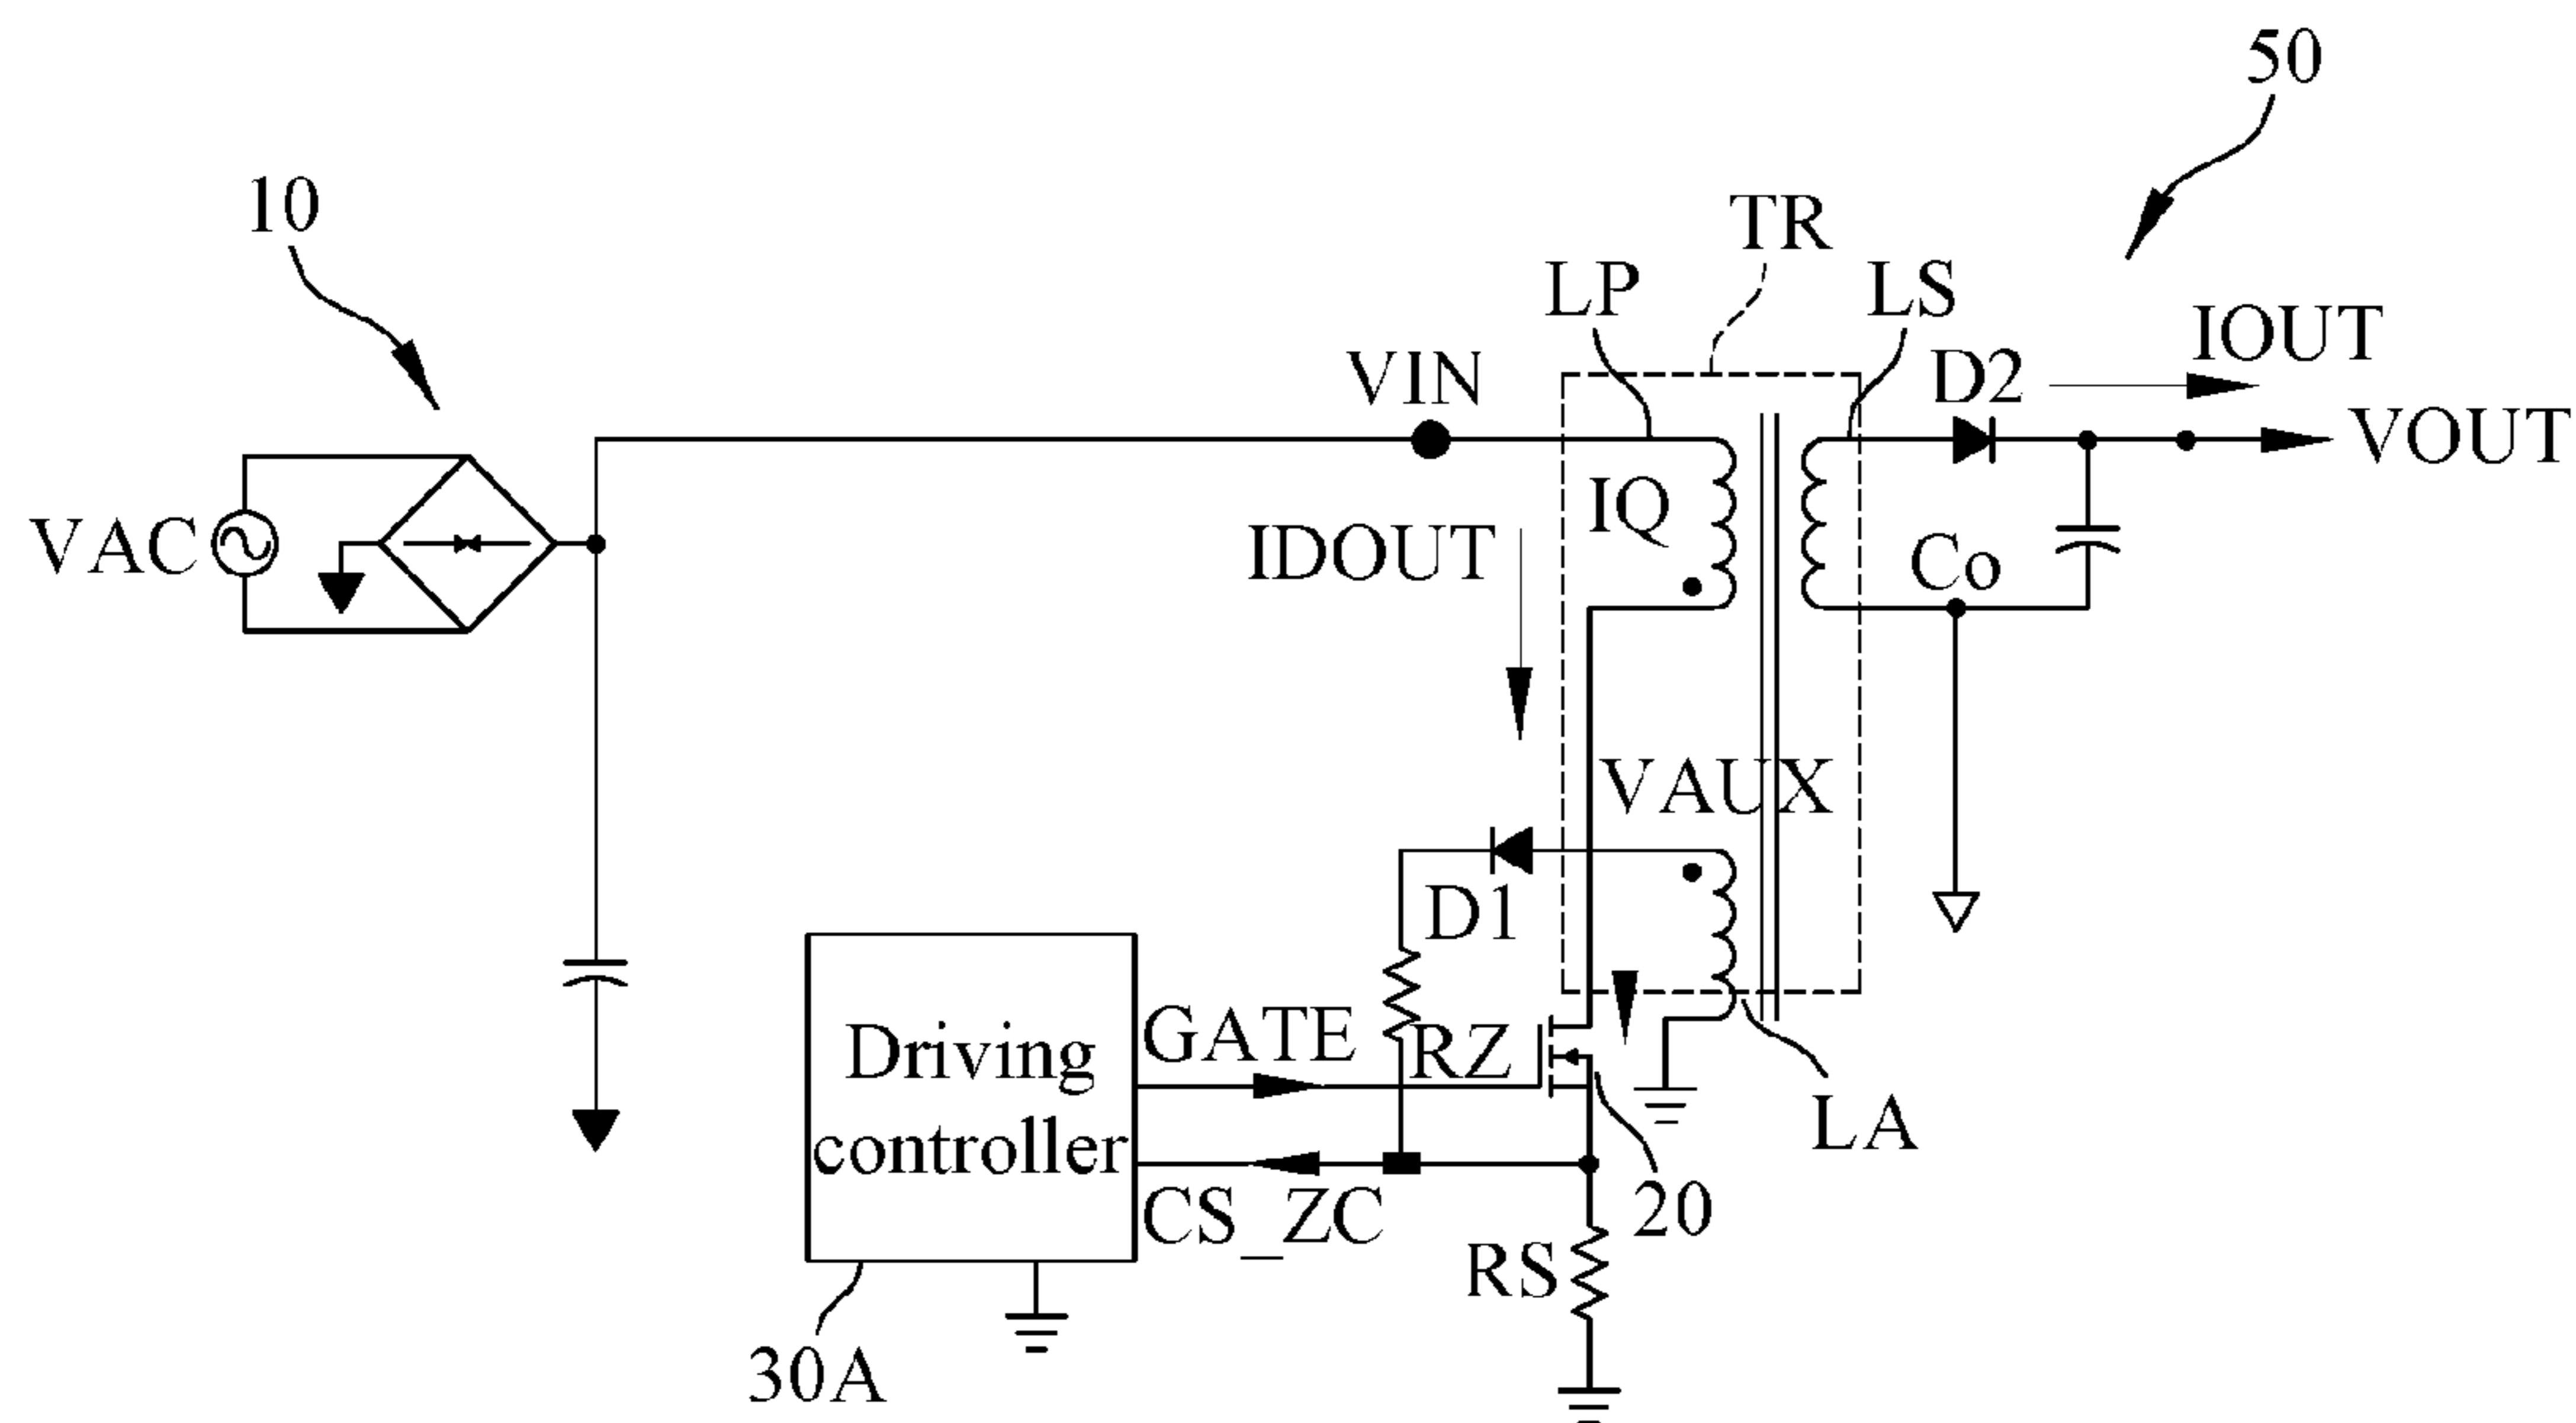 50
10
TR
LP
LS
IOUT
VIN
D2
VOUT
IQ
VAC
IDOUT
Co
VAUX
D1
GATE
RZ
Driving
controller
LA
CS_ZC
20
RS
30A